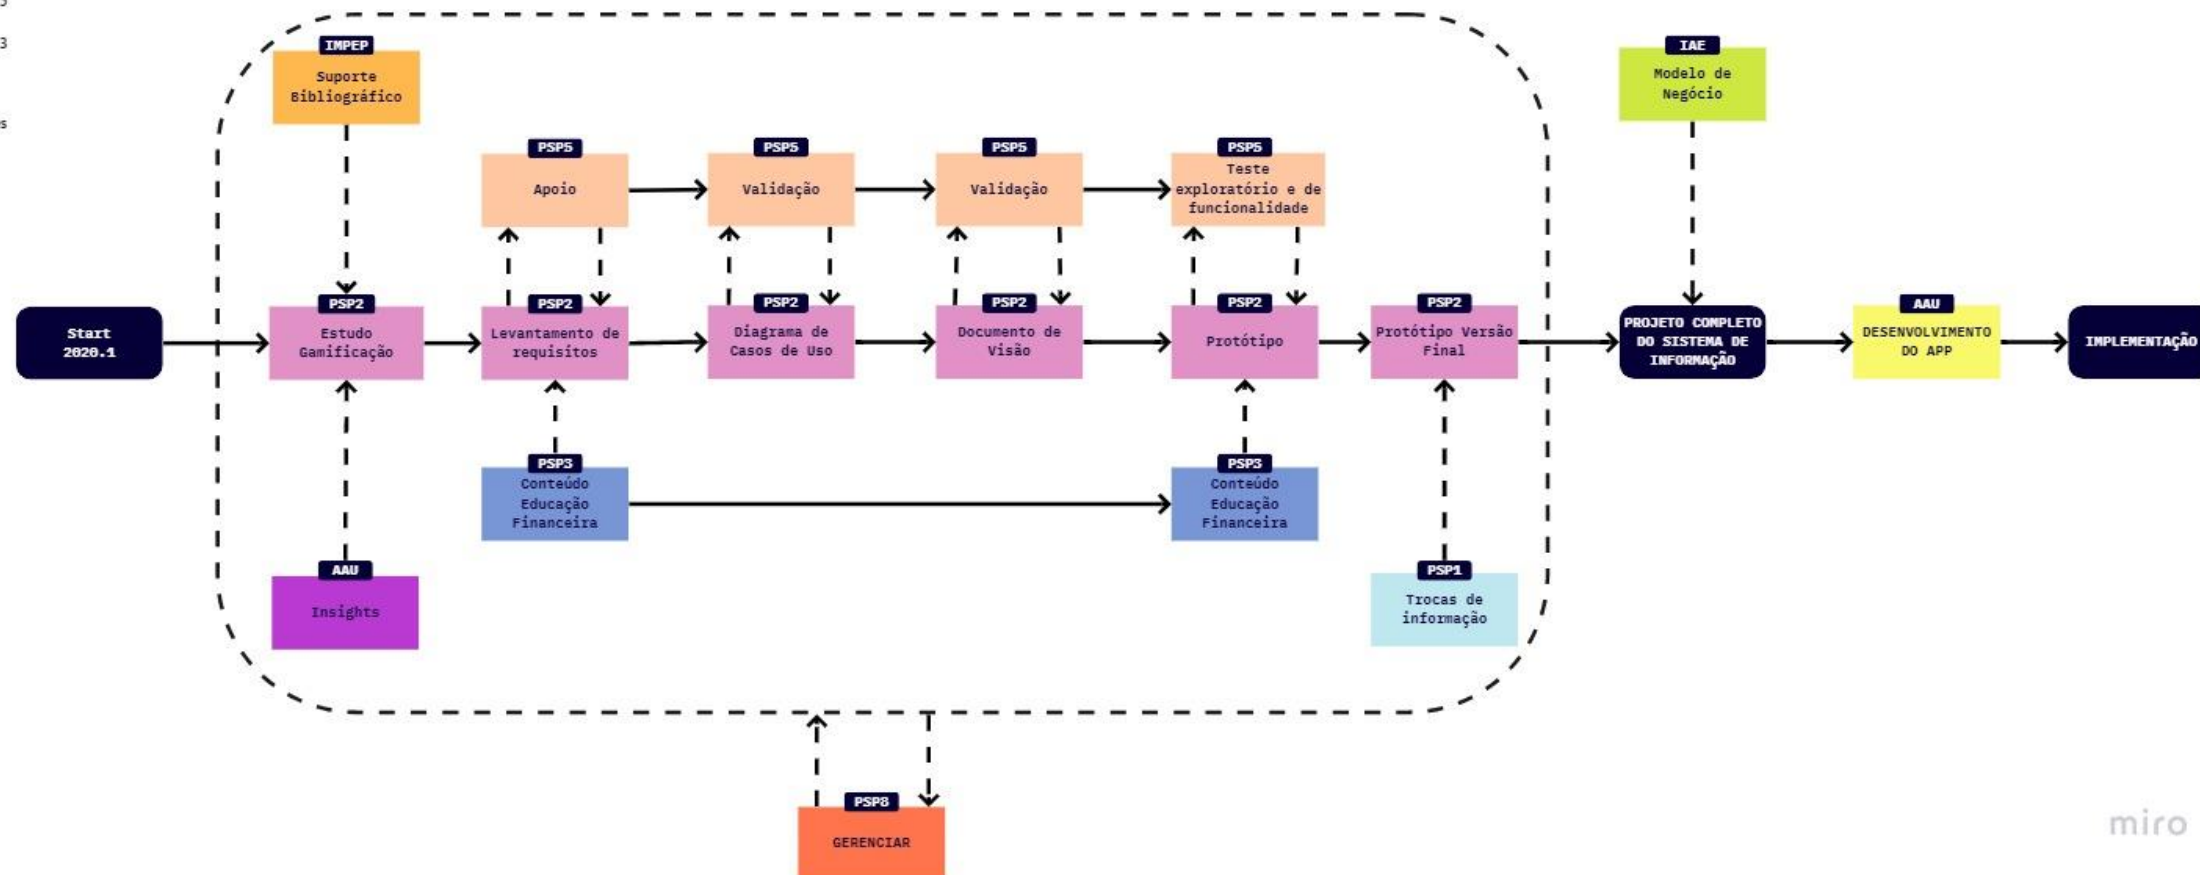 3
s
IMPEP
Suporte
Bibliográfico
IAE
Modelo de
Negócio
PSP5
Apoio
PSP5
Validação
PSP5
Validação
PSP5
Teste
exploratório e de
funcionalidade
Start
2020.1
PSP2
Estudo
Gamificação
PSP2
Levantamento de
requisitos
PSP2
Diagrama de
Casos de Uso
PSP2
Documento de
Visão
PSP2
Protótipo
PSP2
Protótipo Versão
Final
PROJETO COMPLETO
DO SISTEMA DE
INFORMAÇÃO
AAU
DESENVOLVIMENTO
DO APP
IMPLEMENTAÇÃO
PSP3
Conteúdo
Educação
Financeira
PSP3
Conteúdo
Educação
Financeira
AAU
Insights
PSP1
Trocas de
informação
PSP8
GERENCIAR
miro